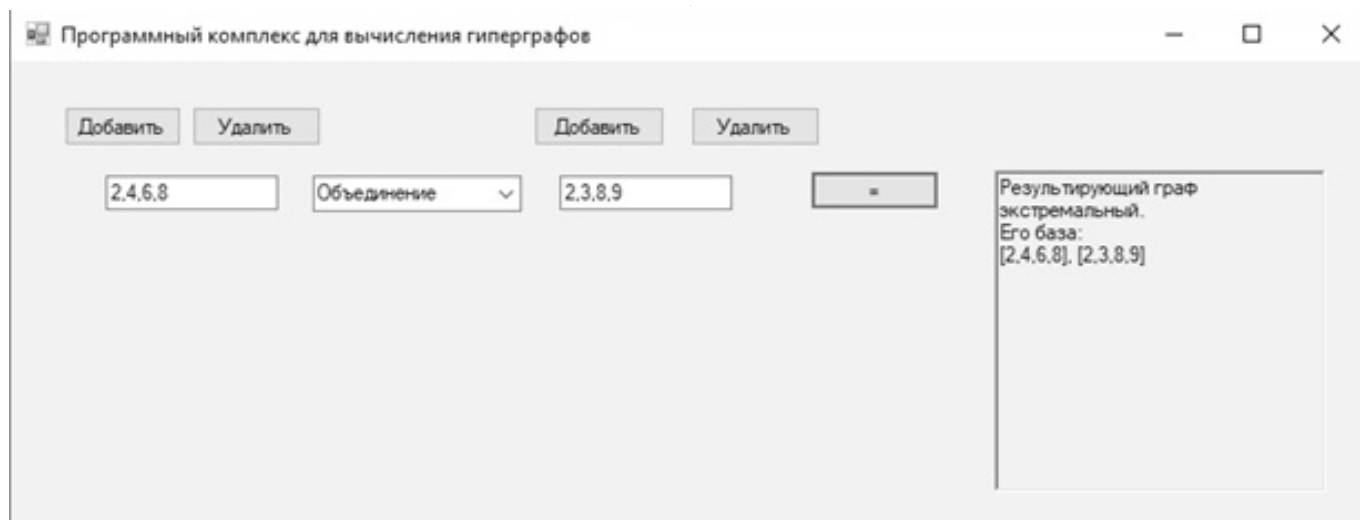 Программный комплекс для вычисления гиперграфов
Добавить Удалить Добавить Удалить
2,4,6,8 Объединение 2,3,8,9 =
Результирующий граф
экстремальный.
Его база:
[2,4,6,8], [2,3,8,9]